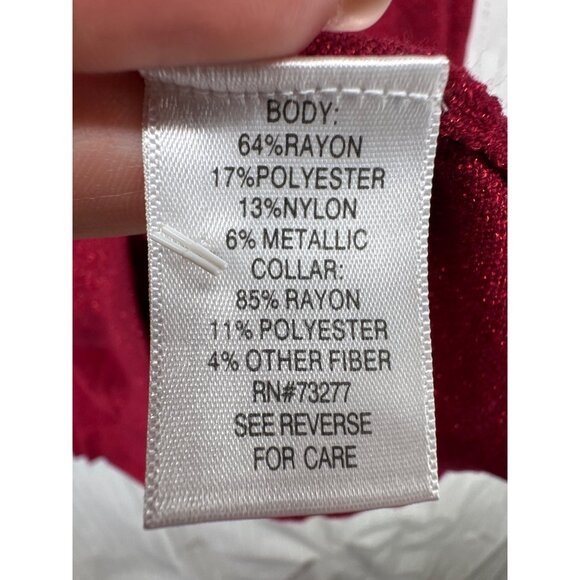 BODY:
64%RAYON
17%POLYESTER
13%NYLON
6% METALLIC
COLLAR:
85% RAYON
11% POLYESTER
4% OTHER FIBER
RN#73277
SEE REVERSE
FOR CARE